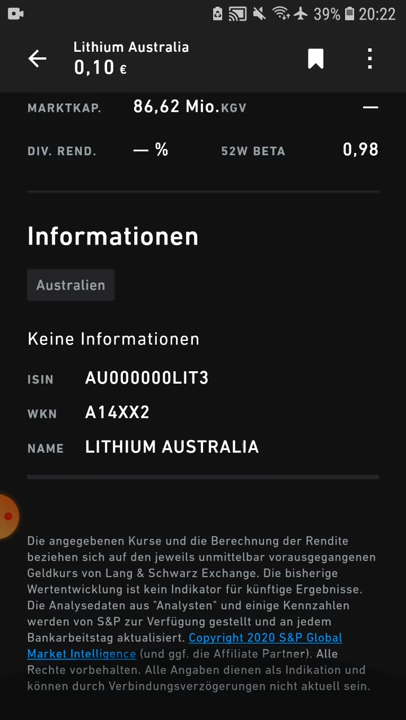 39% 20:22
Lithium Australia
0,10 €
MARKTKAP. 86,62 Mio. KGV —
DIV. REND. — % 52W BETA 0,98
Informationen
Australien
Keine Informationen
ISIN AU000000LIT3
WKN A14XX2
NAME LITHIUM AUSTRALIA
Die angegebenen Kurse und die Berechnung der Rendite
beziehen sich auf den jeweils unmittelbar vorausgegangenen
Geldkurs von Lang & Schwarz Exchange. Die bisherige
Wertentwicklung ist kein Indikator für künftige Ergebnisse.
Die Analysedaten aus "Analysten" und einige Kennzahlen
werden von S&P zur Verfügung gestellt und an jedem
Bankarbeitstag aktualisiert. Copyright 2020 S&P Global
Market Intelligence (und ggf. die Affiliate Partner). Alle
Rechte vorbehalten. Alle Angaben dienen als Indikation und
können durch Verbindungsverzögerungen nicht aktuell sein.